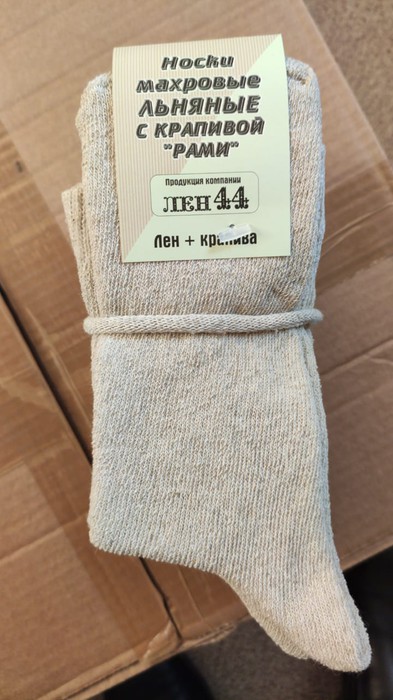 Носки
махровые
ЛЬНЯНЫЕ
С КРАПИВОЙ
"РАМИ"
Продукция компании
ЛЕН 44
Лен + крапива